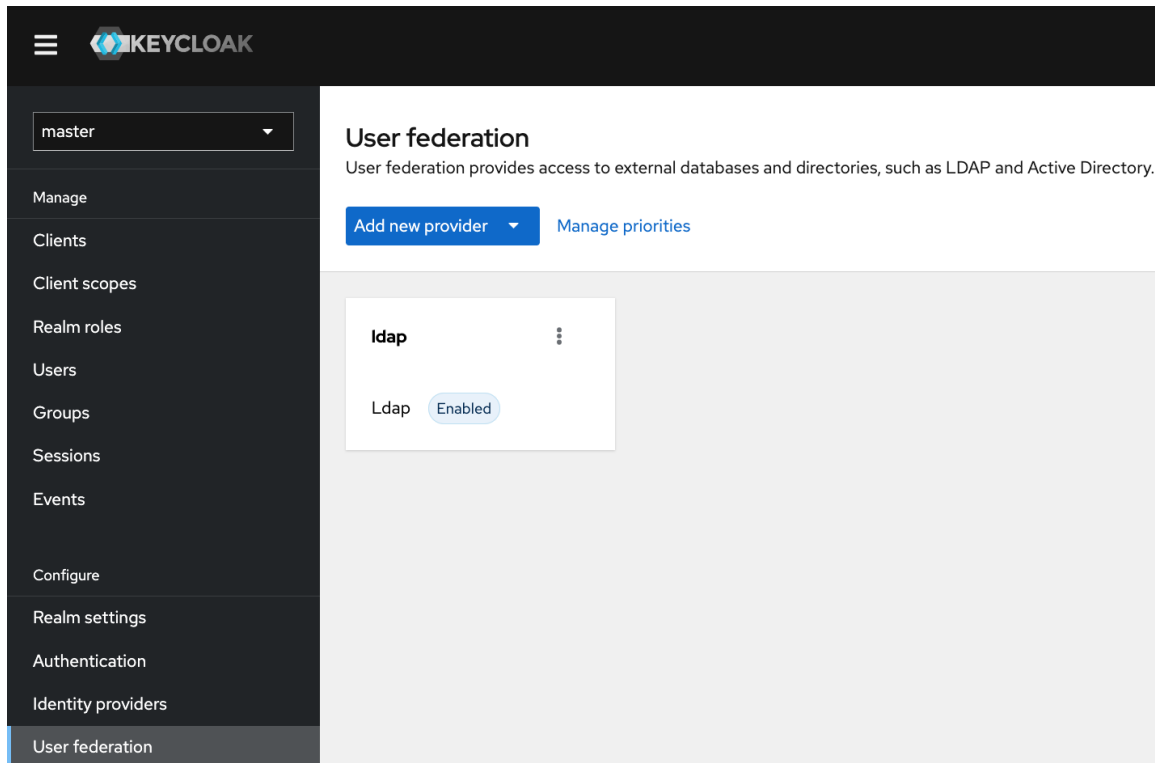 KEYCLOAK
master
Manage
Clients
Client scopes
Realm roles
Users
Groups
Sessions
Events
Configure
Realm settings
Authentication
Identity providers
User federation
User federation
User federation provides access to external databases and directories, such as LDAP and Active Directory.
Add new provider Manage priorities
ldap
Ldap Enabled